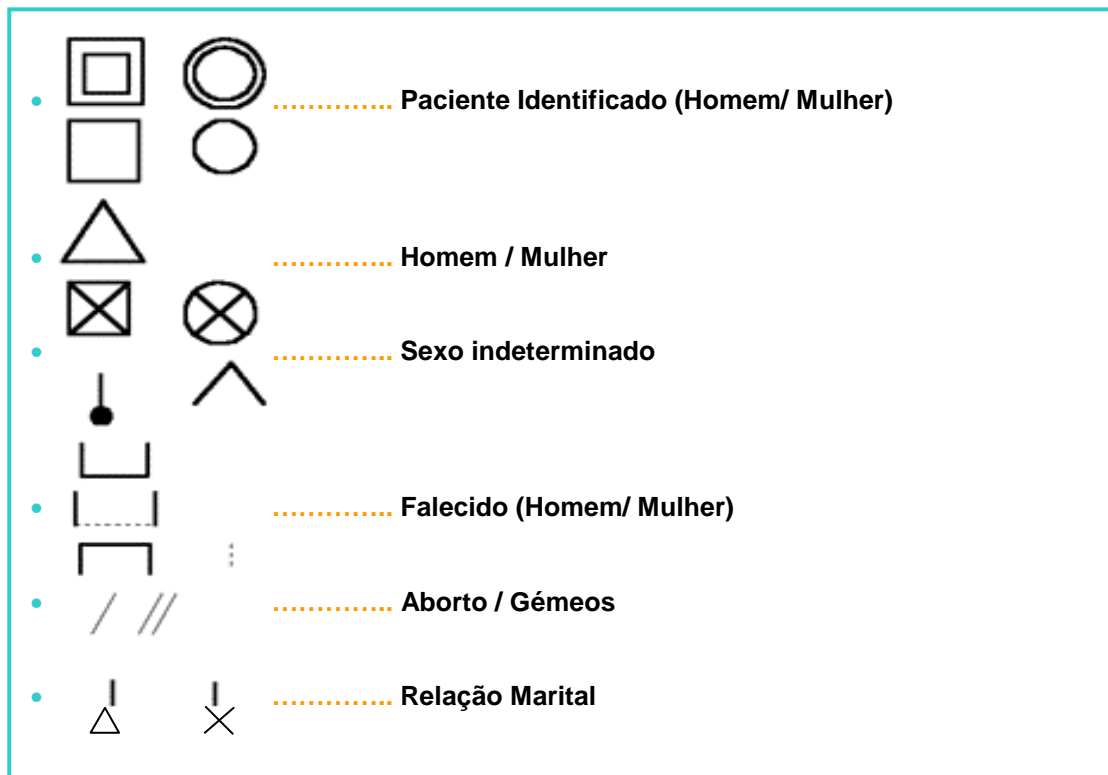 • ………….. Paciente Identificado (Homem/ Mulher)
• ………….. Homem / Mulher
• ………….. Sexo indeterminado
• ………….. Falecido (Homem/ Mulher)
• ………….. Aborto / Gémeos
• ………….. Relação Marital